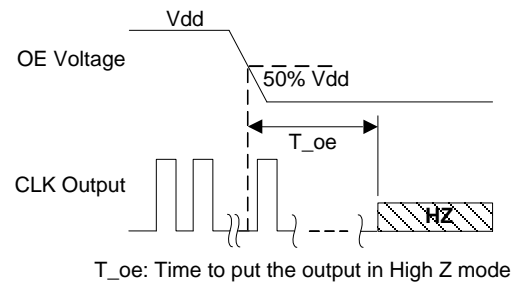 Vdd
OE Voltage
50% Vdd
T_oe
CLK Output
HZ
T_oe: Time to put the output in High Z mode